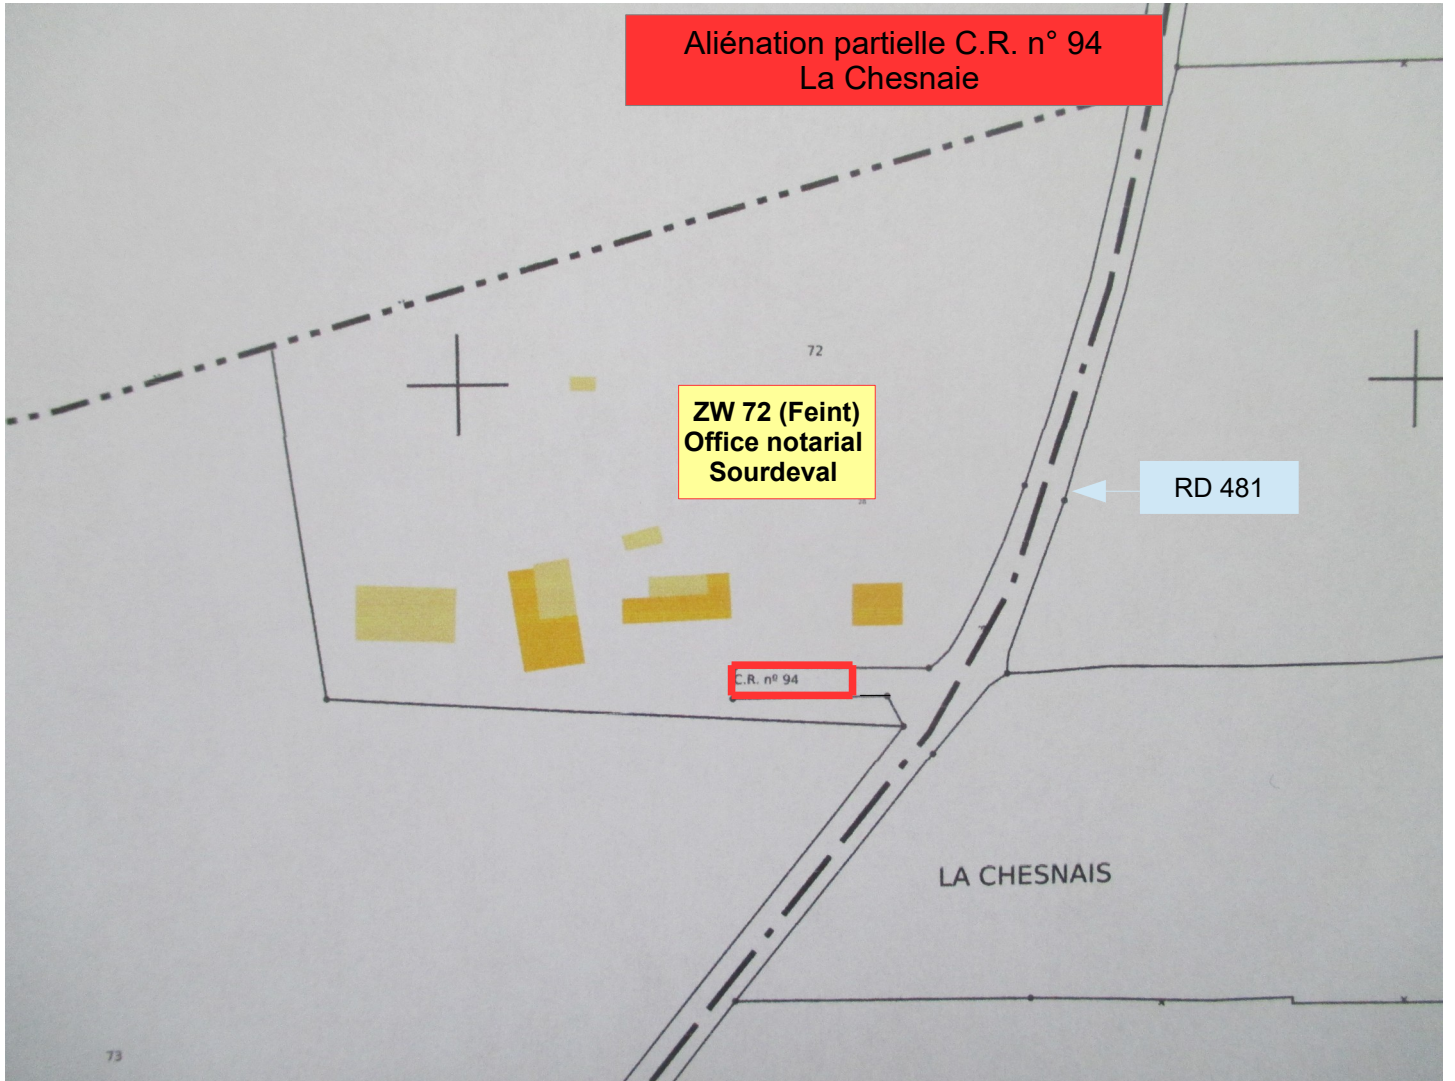 Aliénation partielle C.R. n° 94
La Chesnaie
72
ZW 72 (Feint)
Office notarial
Sourdeval
28
RD 481
C.R. nº 94
LA CHESNAIS
73